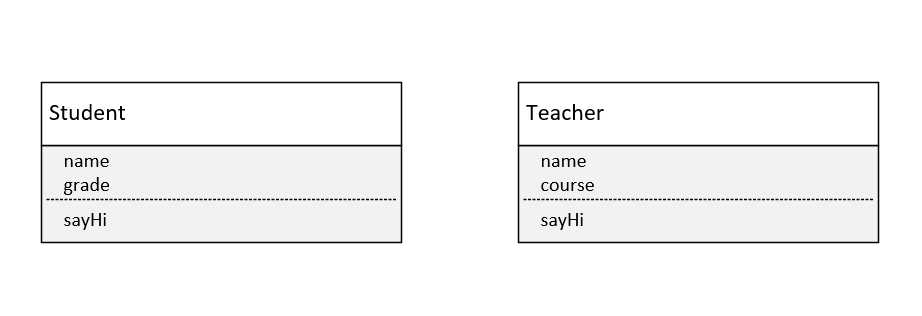 Student
name
grade
sayHi
Teacher
name
course
sayHi